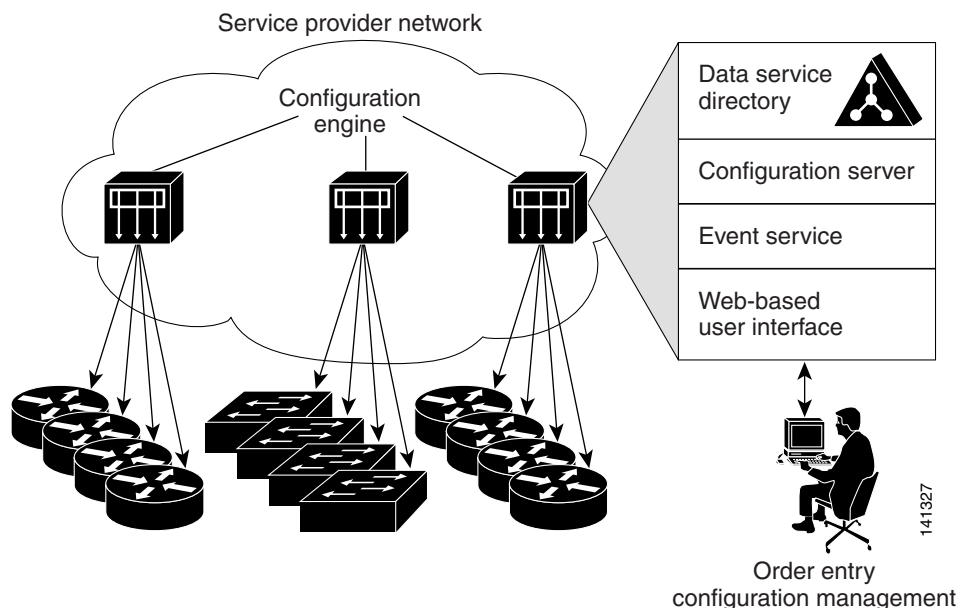 Service provider network
Configuration
engine
Data service
directory
Configuration server
Event service
Web-based
user interface
141327
Order entry
configuration management